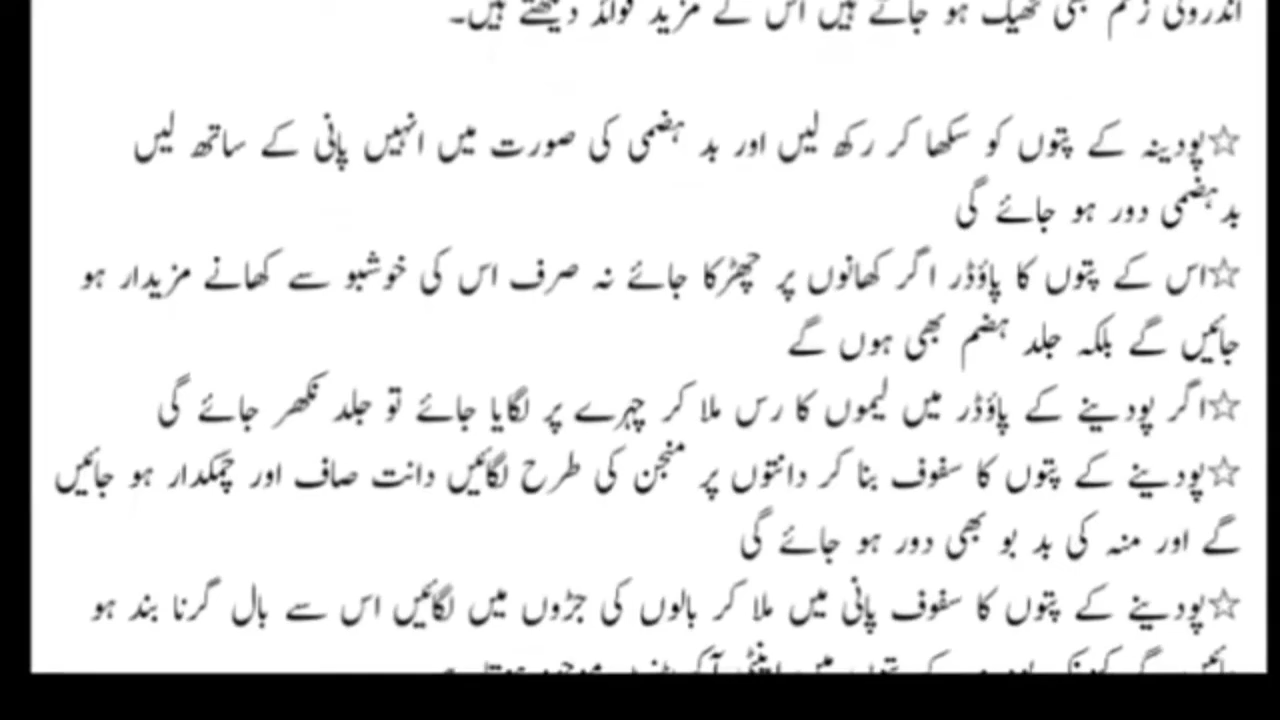 اندرونی زخم بھی ٹھیک ہو جاتے ہیں اس کے مزید فوائد دیکھتے ہیں۔
☆پودینہ کے پتوں کو سکھا کر رکھ لیں اور بد ہضمی کی صورت میں انہیں پانی کے ساتھ لیں
بدہضمی دور ہو جائے گی
☆اس کے پتوں کا پاؤڈر اگر کھانوں پر چھڑکا جائے نہ صرف اس کی خوشبو سے کھانے مزیدار ہو
جائیں گے بلکہ جلد ہضم بھی ہوں گے
☆اگر پودینے کے پاؤڈر میں لیموں کا رس ملا کر چہرے پر لگایا جائے تو جلد نکھر جائے گی
☆پودینے کے پتوں کا سفوف بنا کر دانتوں پر منجن کی طرح لگائیں دانت صاف اور چمکدار ہو جائیں
گے اور منہ کی بد بو بھی دور ہو جائے گی
☆پودینے کے پتوں کا سفوف پانی میں ملا کر بالوں کی جڑوں میں لگائیں اس سے بال گرنا بند ہو